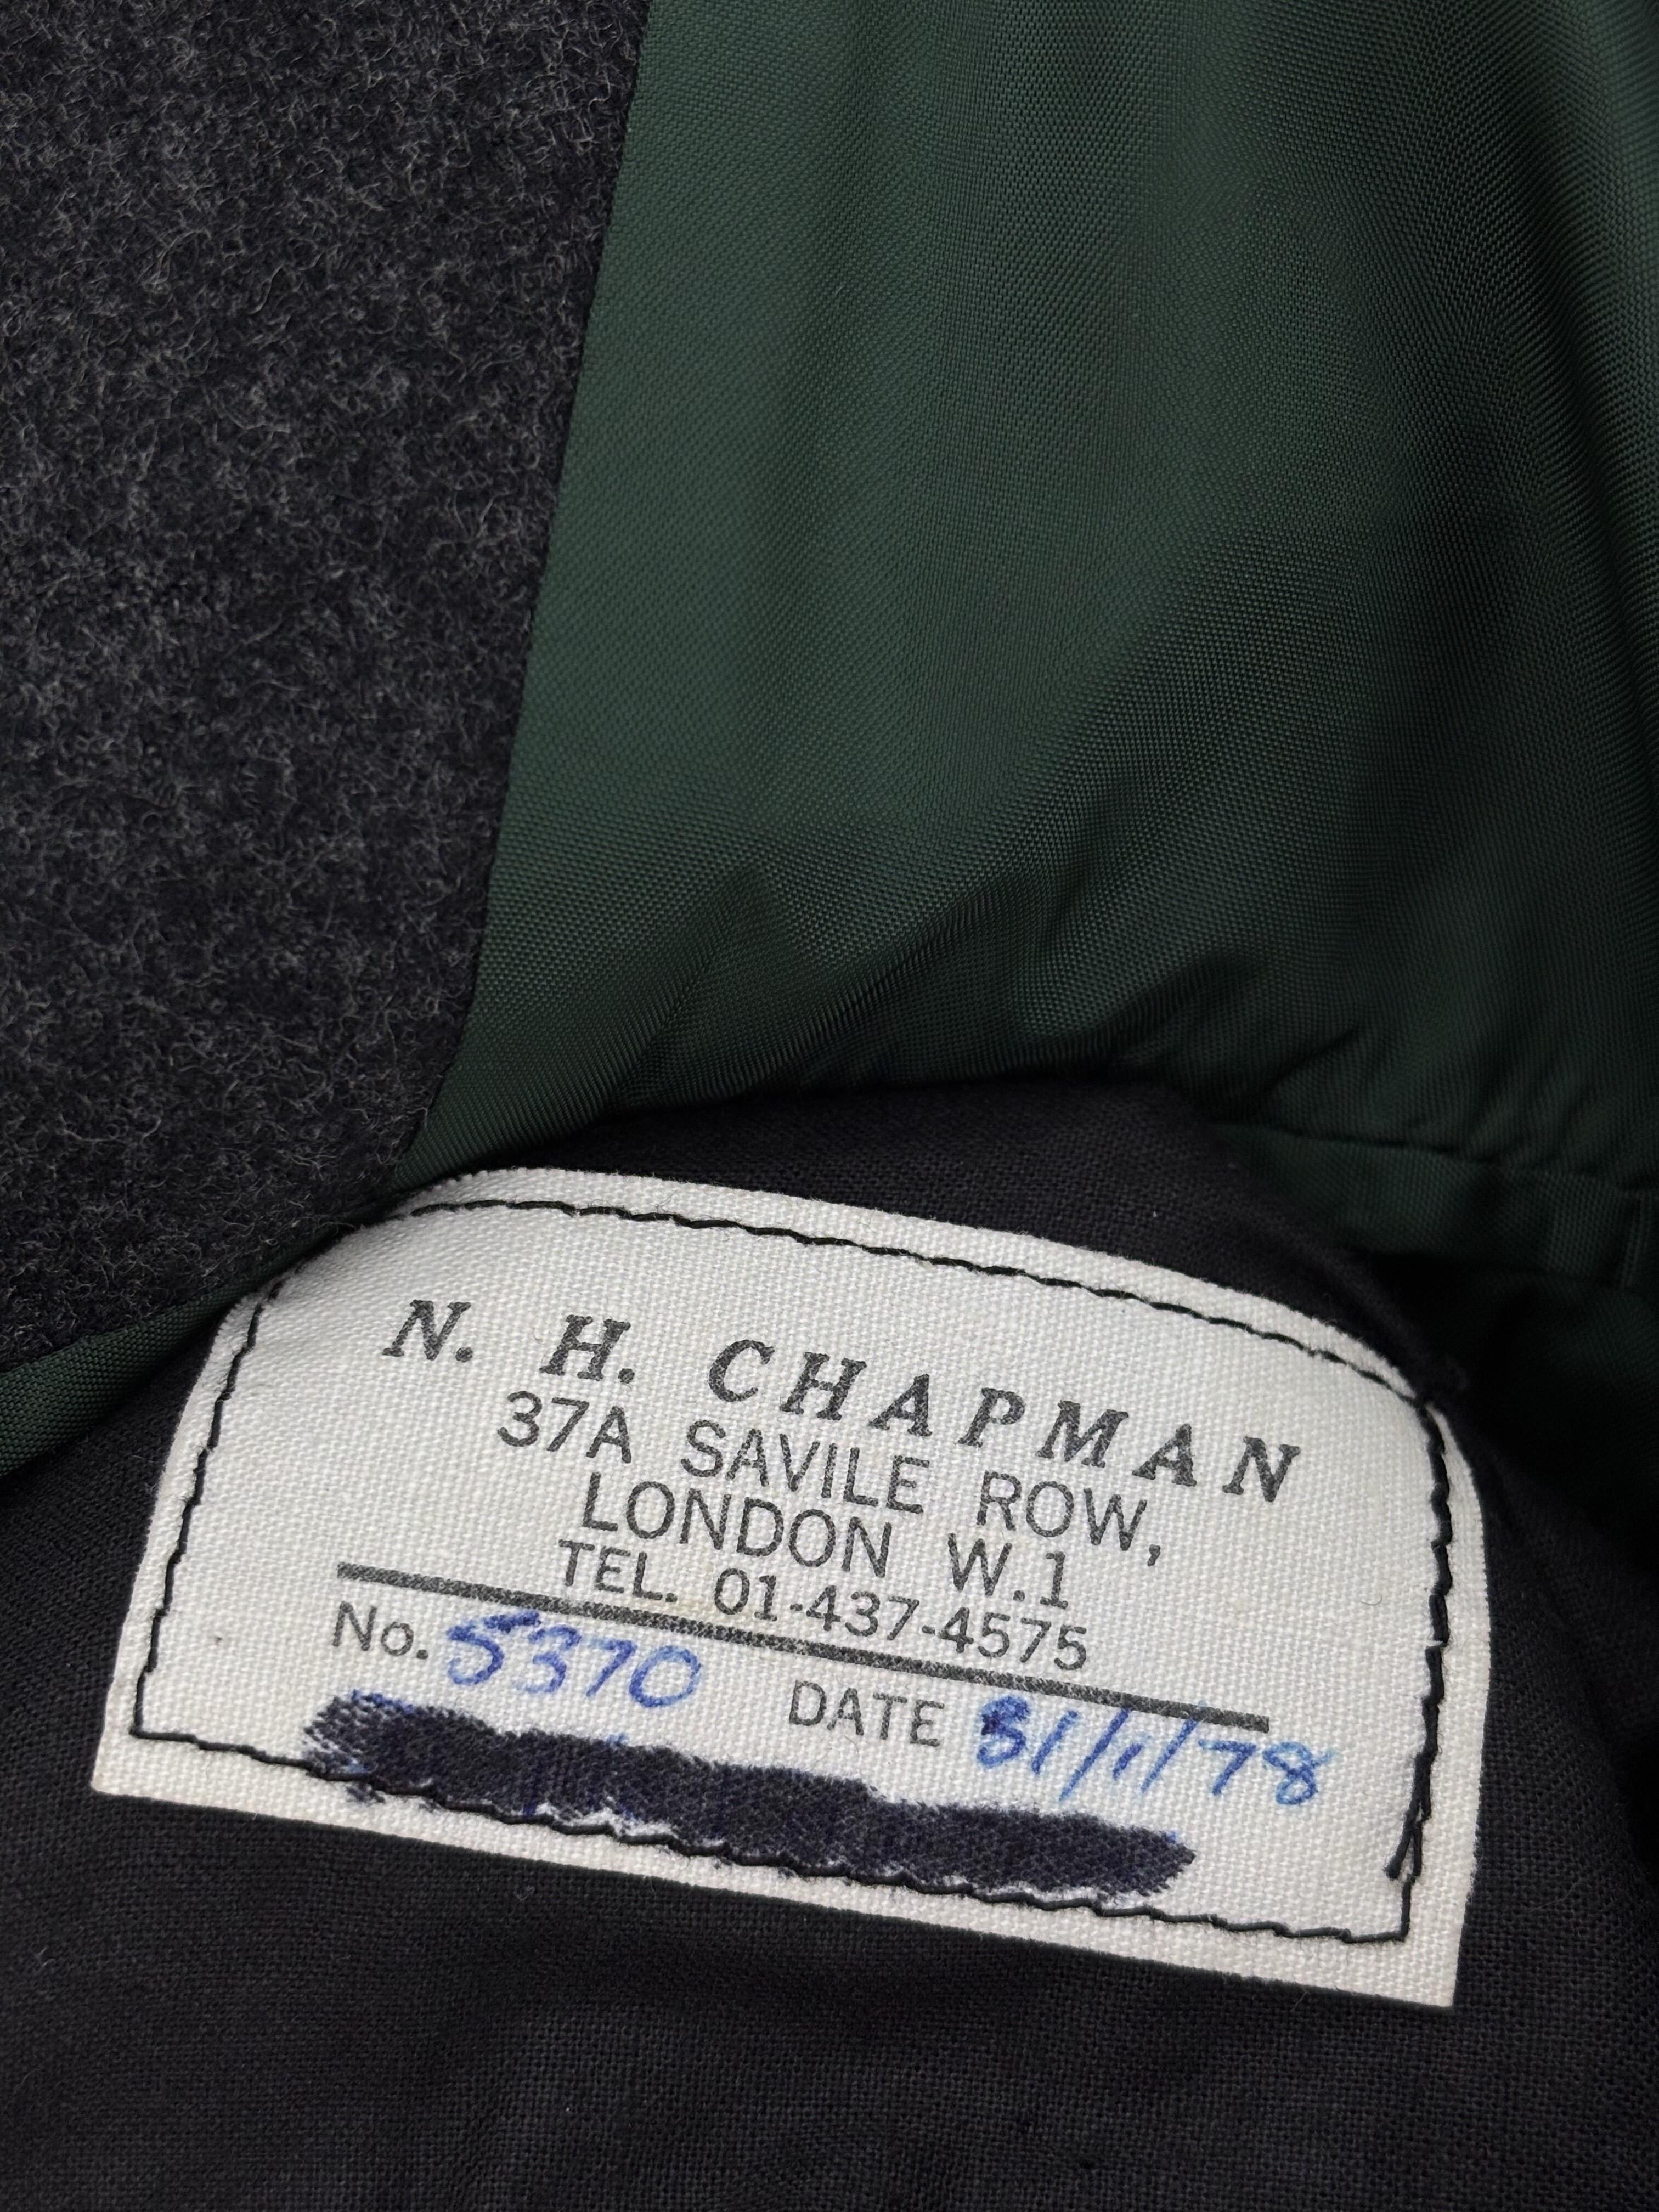 N. H. CHAPMAN
37A SAVILE ROW,
LONDON W.1
TEL. 01-437-4575
No. 5370 DATE 31/1/78